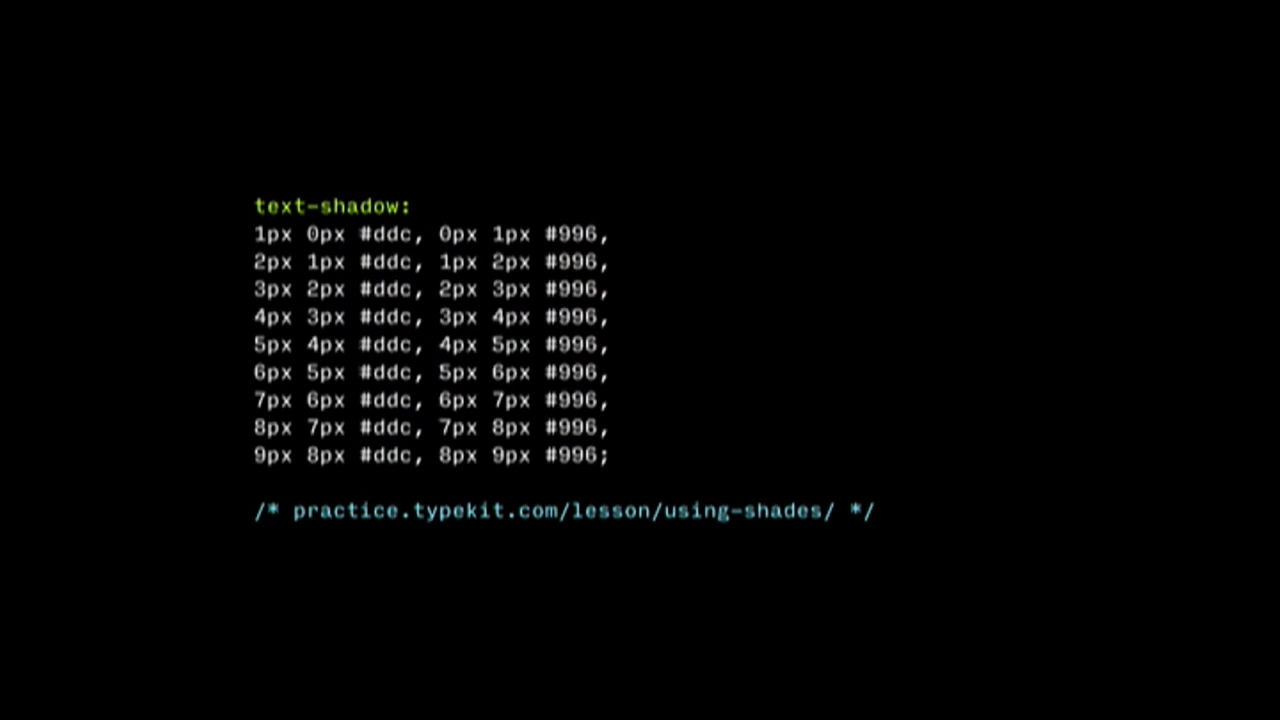 text-shadow:
1px 0px #ddc, 0px 1px #996,
2px 1px #ddc, 1px 2px #996,
3px 2px #ddc, 2px 3px #996,
4px 3px #ddc, 3px 4px #996,
5px 4px #ddc, 4px 5px #996,
6px 5px #ddc, 5px 6px #996,
7px 6px #ddc, 6px 7px #996,
8px 7px #ddc, 7px 8px #996,
9px 8px #ddc, 8px 9px #996;
/* practice.typekit.com/lesson/using-shades/ */